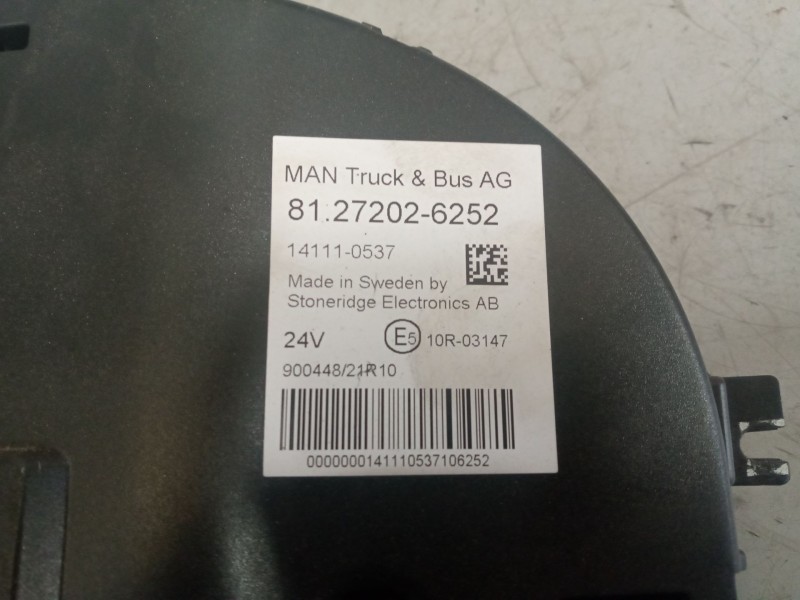 MAN Truck & Bus AG
81.27202-6252
14111-0537
Made in Sweden by
Stoneridge Electronics AB
24V E5 10R-03147
900448/21R10
0000000141110537106252